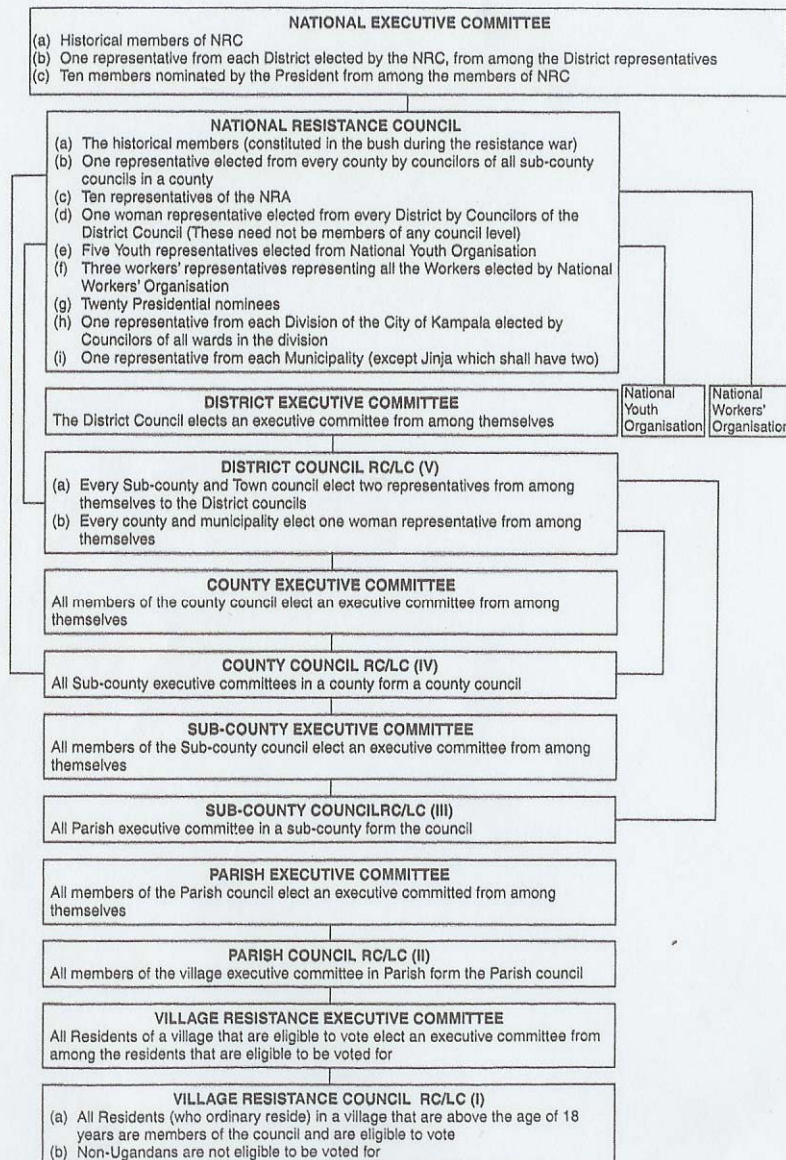 NATIONAL EXECUTIVE COMMITTEE
(a) Historical members of NRC
(b) One representative from each District elected by the NRC, from among the District representatives
(c) Ten members nominated by the President from among the members of NRC
NATIONAL RESISTANCE COUNCIL
(a) The historical members (constituted in the bush during the resistance war)
(b) One representative elected from every county by councilors of all sub-county
councils in a county
(c) Ten representatives of the NRA
(d) One woman representative elected from every District by Councilors of the
District Council (These need not be members of any council level)
(e) Five Youth representatives elected from National Youth Organisation
(f) Three workers' representatives representing all the Workers elected by National
Workers' Organisation
(g) Twenty Presidential nominees
(h) One representative from each Division of the City of Kampala elected by
Councilors of all wards in the division
(i) One representative from each Municipality (except Jinja which shall have two)
National
Youth
Organisation
National
Workers'
Organisation
DISTRICT EXECUTIVE COMMITTEE
The District Council elects an executive committee from among themselves
DISTRICT COUNCIL RC/LC (V)
(a) Every Sub-county and Town council elect two representatives from among
themselves to the District councils
(b) Every county and municipality elect one woman representative from among
themselves
COUNTY EXECUTIVE COMMITTEE
All members of the county council elect an executive committee from among
themselves
COUNTY COUNCIL RC/LC (IV)
All Sub-county executive committees in a county form a county council
SUB-COUNTY EXECUTIVE COMMITTEE
All members of the Sub-county council elect an executive committee from among
themselves
SUB-COUNTY COUNCILRC/LC (III)
All Parish executive committee in a sub-county form the council
PARISH EXECUTIVE COMMITTEE
All members of the Parish council elect an executive committed from among
themselves
PARISH COUNCIL RC/LC (II)
All members of the village executive committee in Parish form the Parish council
VILLAGE RESISTANCE EXECUTIVE COMMITTEE
All Residents of a village that are eligible to vote elect an executive committee from
among the residents that are eligible to be voted for
VILLAGE RESISTANCE COUNCIL RC/LC (I)
(a) All Residents (who ordinary reside) in a village that are above the age of 18
years are members of the council and are eligible to vote
(b) Non-Ugandans are not eligible to be voted for